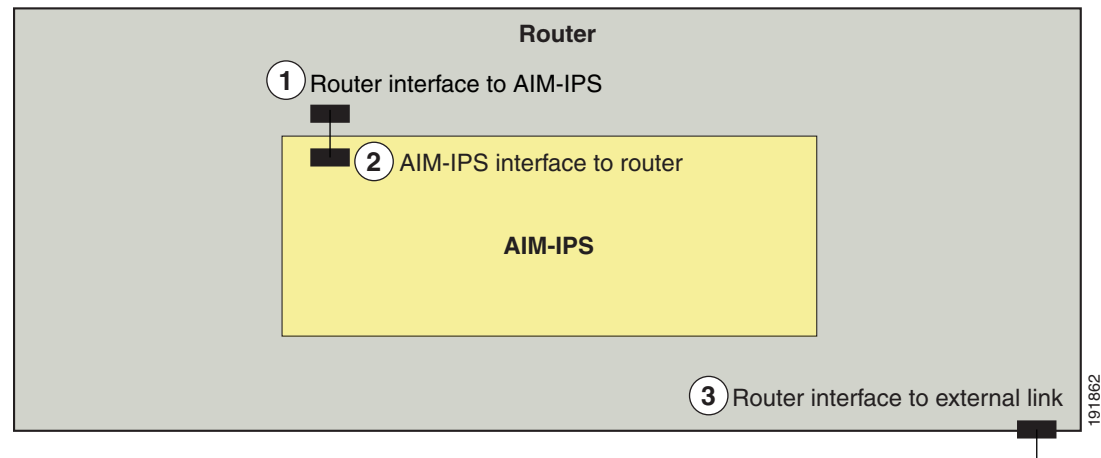 Router
1 Router interface to AIM-IPS
2 AIM-IPS interface to router
AIM-IPS
3 Router interface to external link
191862